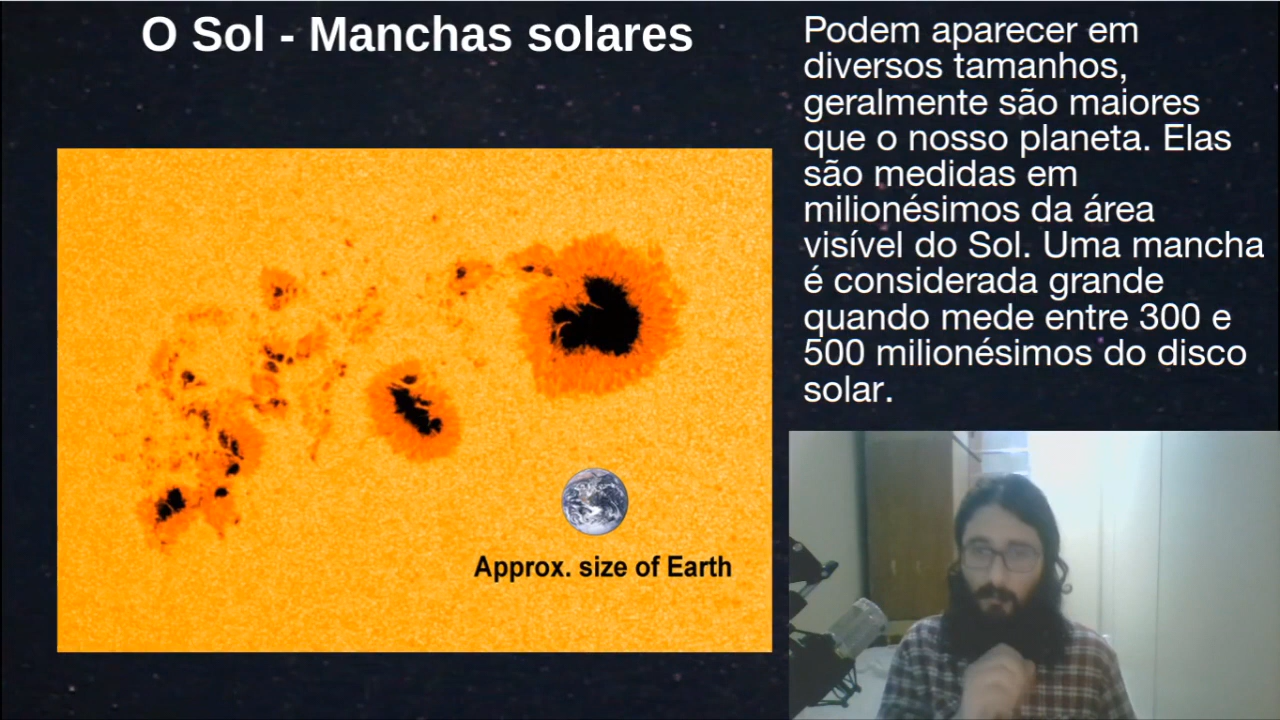 O Sol - Manchas solares
Podem aparecer em
diversos tamanhos,
geralmente são maiores
que o nosso planeta. Elas
são medidas em
milionésimos da área
visível do Sol. Uma mancha
é considerada grande
quando mede entre 300 e
500 milionésimos do disco
solar.
Approx. size of Earth